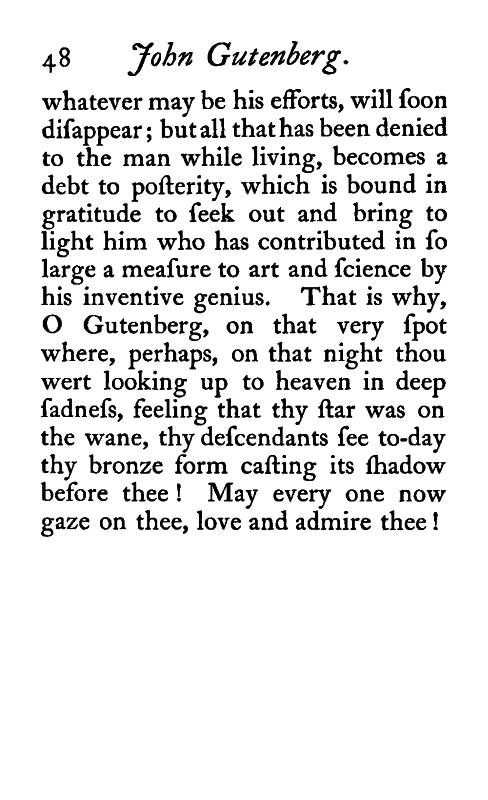 48 John Gutenberg.
whatever may be his efforts, will ſoon
diſappear; but all that has been denied
to the man while living, becomes a
debt to poſterity, which is bound in
gratitude to ſeek out and bring to
light him who has contributed in ſo
large a meaſure to art and ſcience by
his inventive genius. That is why,
O Gutenberg, on that very ſpot
where, perhaps, on that night thou
wert looking up to heaven in deep
ſadneſs, feeling that thy ſtar was on
the wane, thy deſcendants ſee to-day
thy bronze form caſting its ſhadow
before thee! May every one now
gaze on thee, love and admire thee!